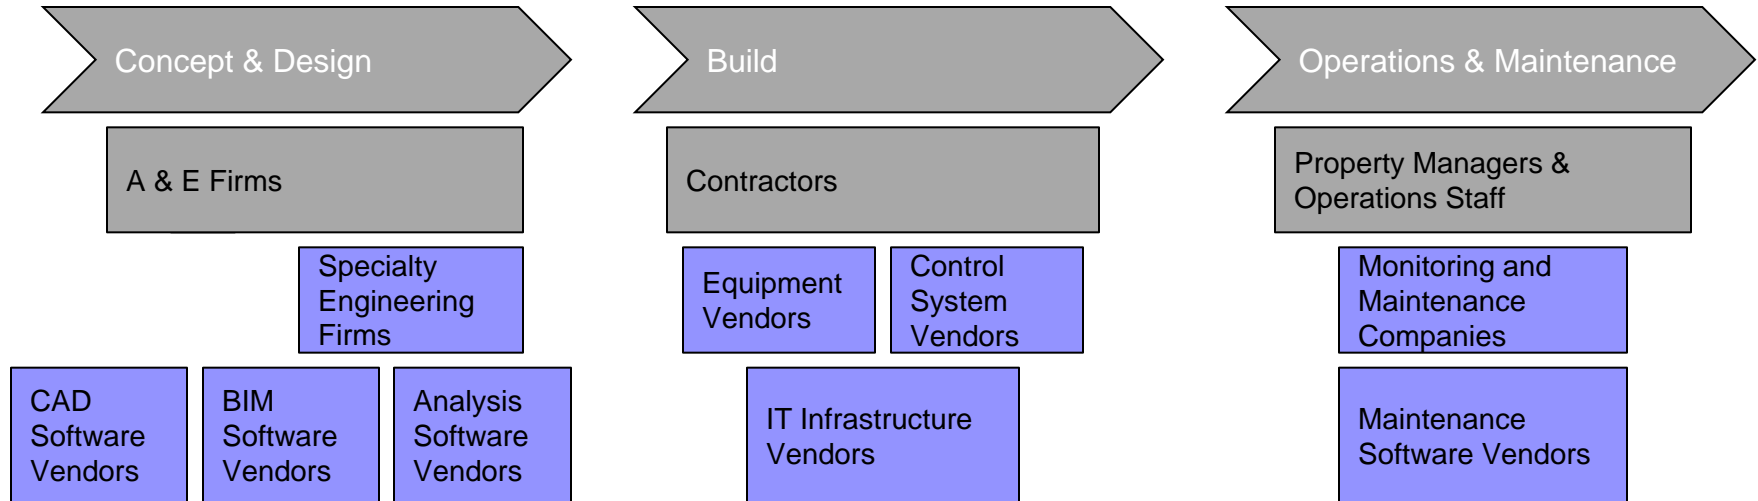 Concept & Design
Build
Operations & Maintenance
A & E Firms
Contractors
Property Managers &
Operations Staff
Specialty
Engineering
Firms
Equipment
Vendors
Control
System
Vendors
Monitoring and
Maintenance
Companies
CAD
Software
Vendors
BIM
Software
Vendors
Analysis
Software
Vendors
IT Infrastructure
Vendors
Maintenance
Software Vendors